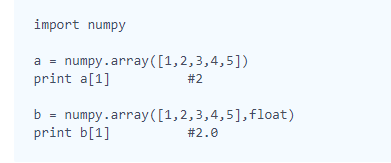 import numpy
a = numpy.array([1,2,3,4,5])
print a[1]          #2
b = numpy.array([1,2,3,4,5],float)
print b[1]          #2.0